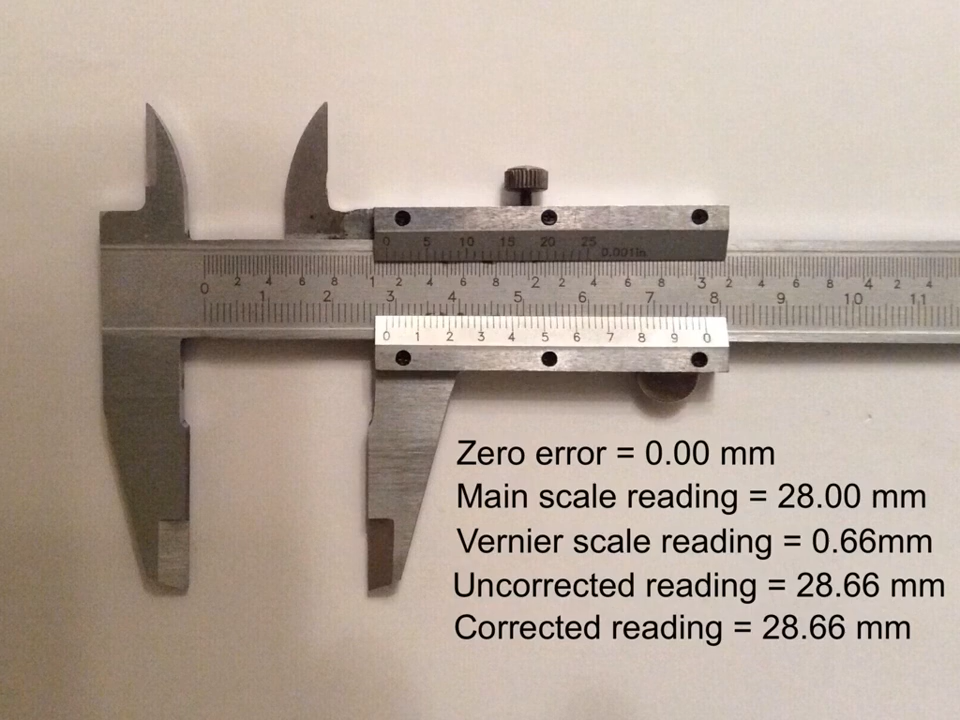 0 5 10 15 20 25
0.001in
0 2 4 6 8 1 2 4 6 8 2 2 4 6 8 3 2 4 6 8 4 2 4
1 2 3 4 5 6 7 8 9 10 11
0 1 2 3 4 5 6 7 8 9 0
Zero error = 0.00 mm
Main scale reading = 28.00 mm
Vernier scale reading = 0.66mm
Uncorrected reading = 28.66 mm
Corrected reading = 28.66 mm